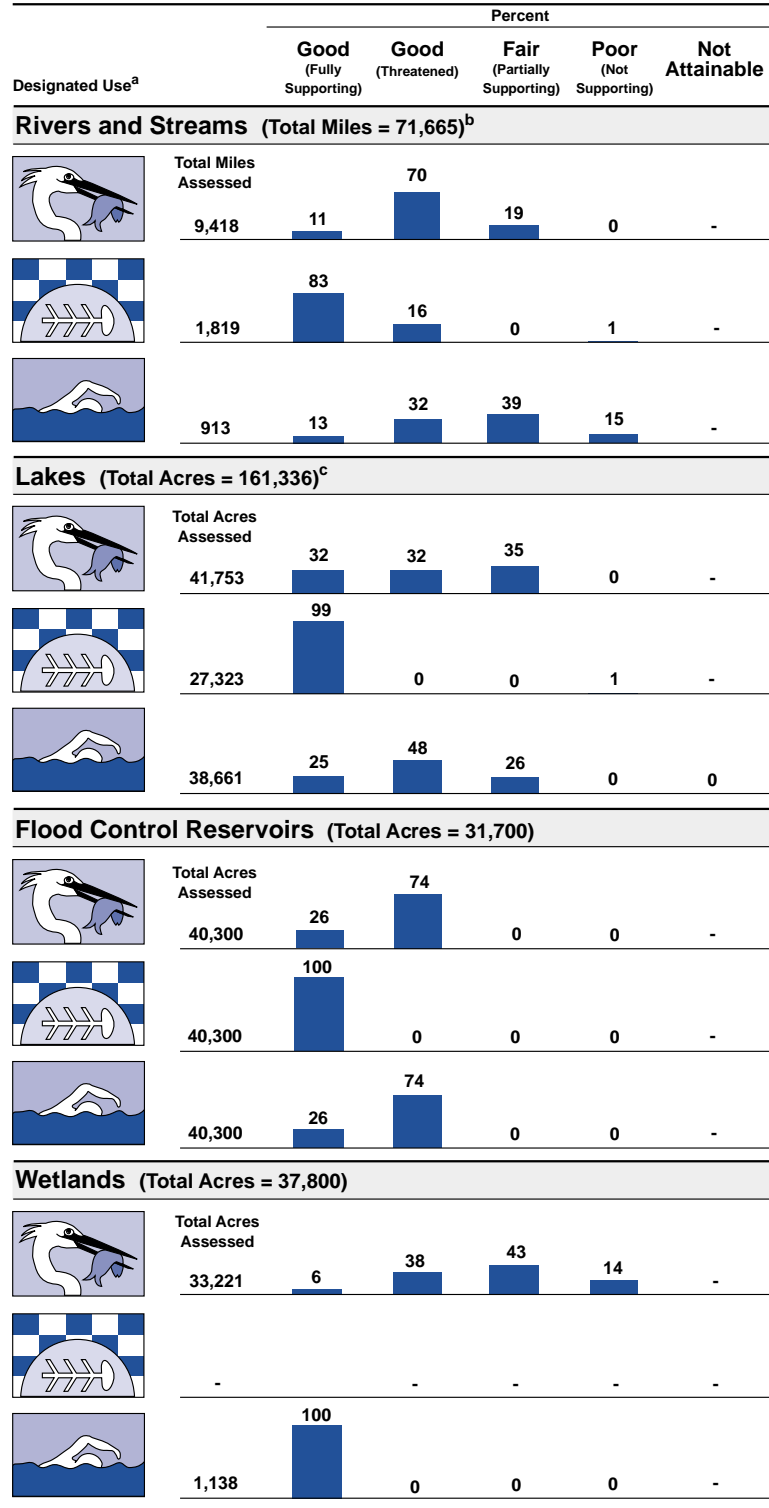 Percent
Good Good Fair Poor Not
(Fully (Threatened) (Partially (Not Attainable
Designated Useᵃ Supporting) Supporting) Supporting)
Rivers and Streams (Total Miles = 71,665)ᵇ
Total Miles
Assessed
9,418 11 70 19 0 -
1,819 83 16 0 1 -
913 13 32 39 15 -
Lakes (Total Acres = 161,336)ᶜ
Total Acres
Assessed
41,753 32 32 35 0 -
27,323 99 0 0 1 -
38,661 25 48 26 0 0
Flood Control Reservoirs (Total Acres = 31,700)
Total Acres
Assessed
40,300 26 74 0 0 -
40,300 100 0 0 0 -
40,300 26 74 0 0 -
Wetlands (Total Acres = 37,800)
Total Acres
Assessed
33,221 6 38 43 14 -
- - - - -
1,138 100 0 0 0 -